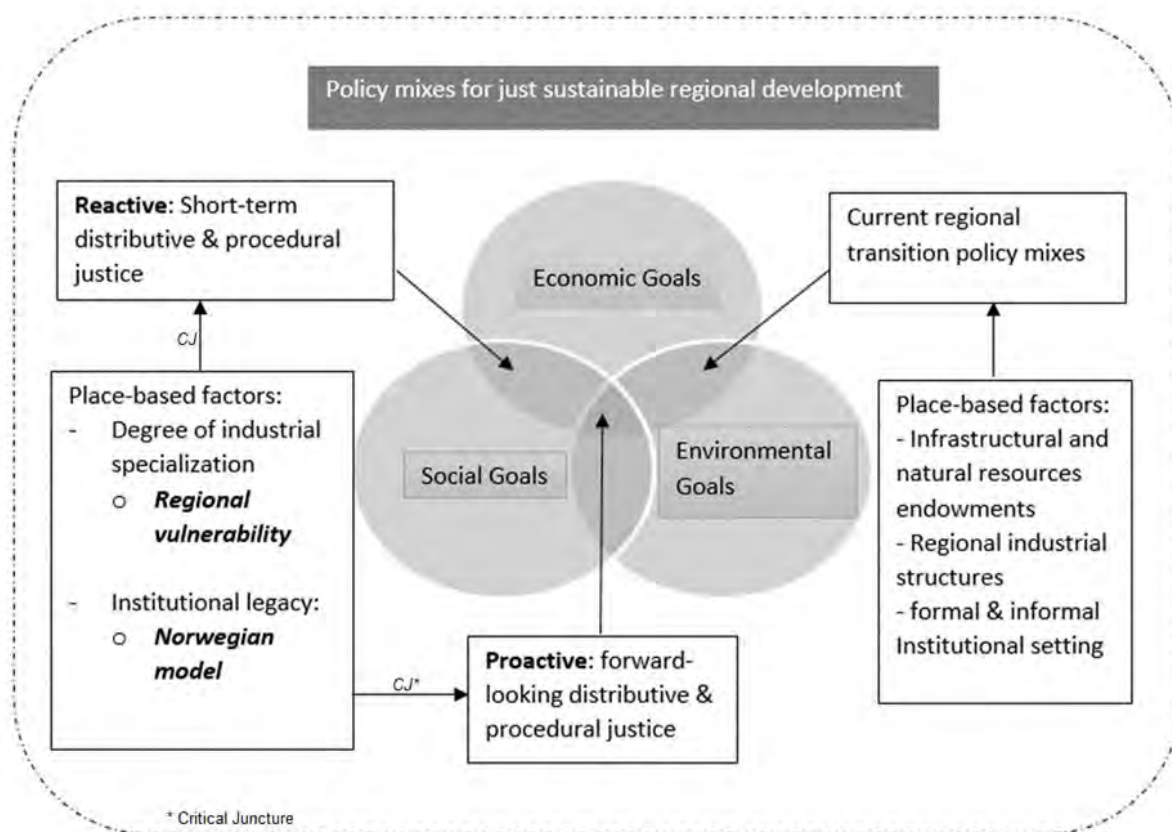 Policy mixes for just sustainable regional development
Reactive: Short-term
distributive & procedural
justice
Current regional
transition policy mixes
Economic Goals
CJ
Place-based factors:
- Degree of industrial
specialization
o Regional
vulnerability
- Institutional legacy:
o Norwegian
model
Social Goals
Environmental
Goals
Place-based factors:
- Infrastructural and
natural resources
endowments
- Regional industrial
structures
- formal & informal
Institutional setting
CJ*
Proactive: forward-
looking distributive &
procedural justice
* Critical Juncture